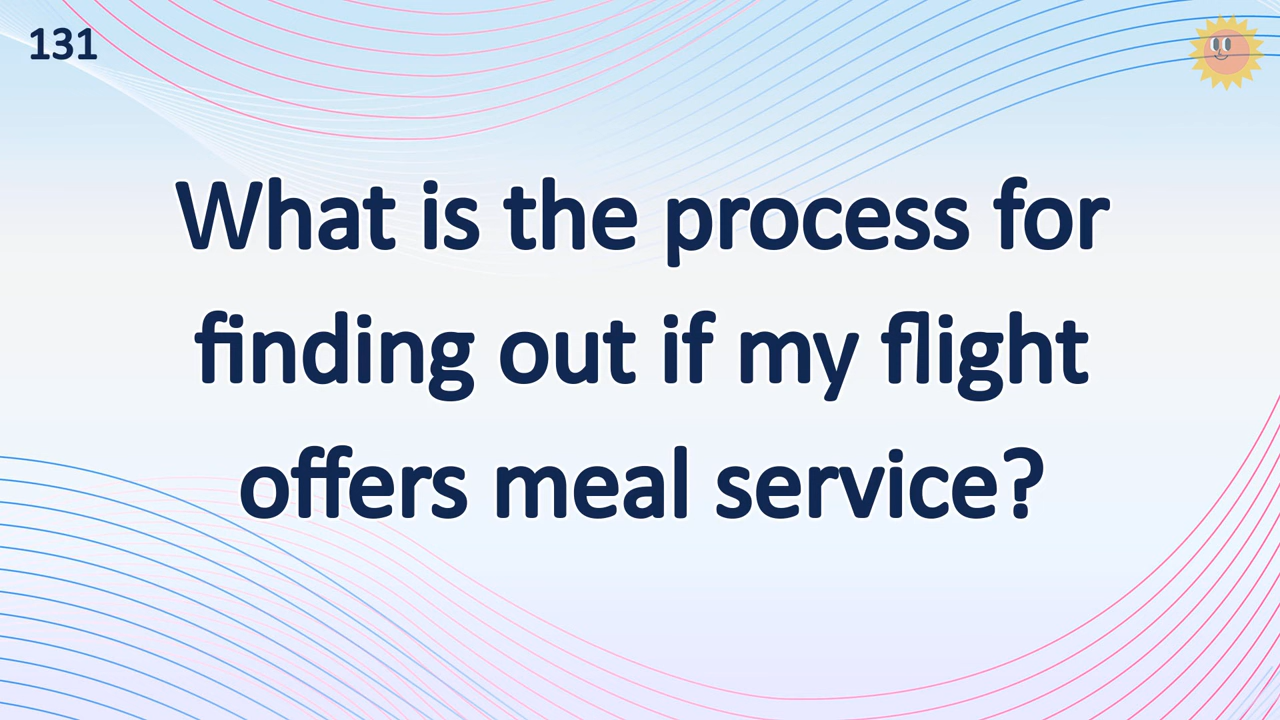 131
What is the process for
finding out if my flight
offers meal service?